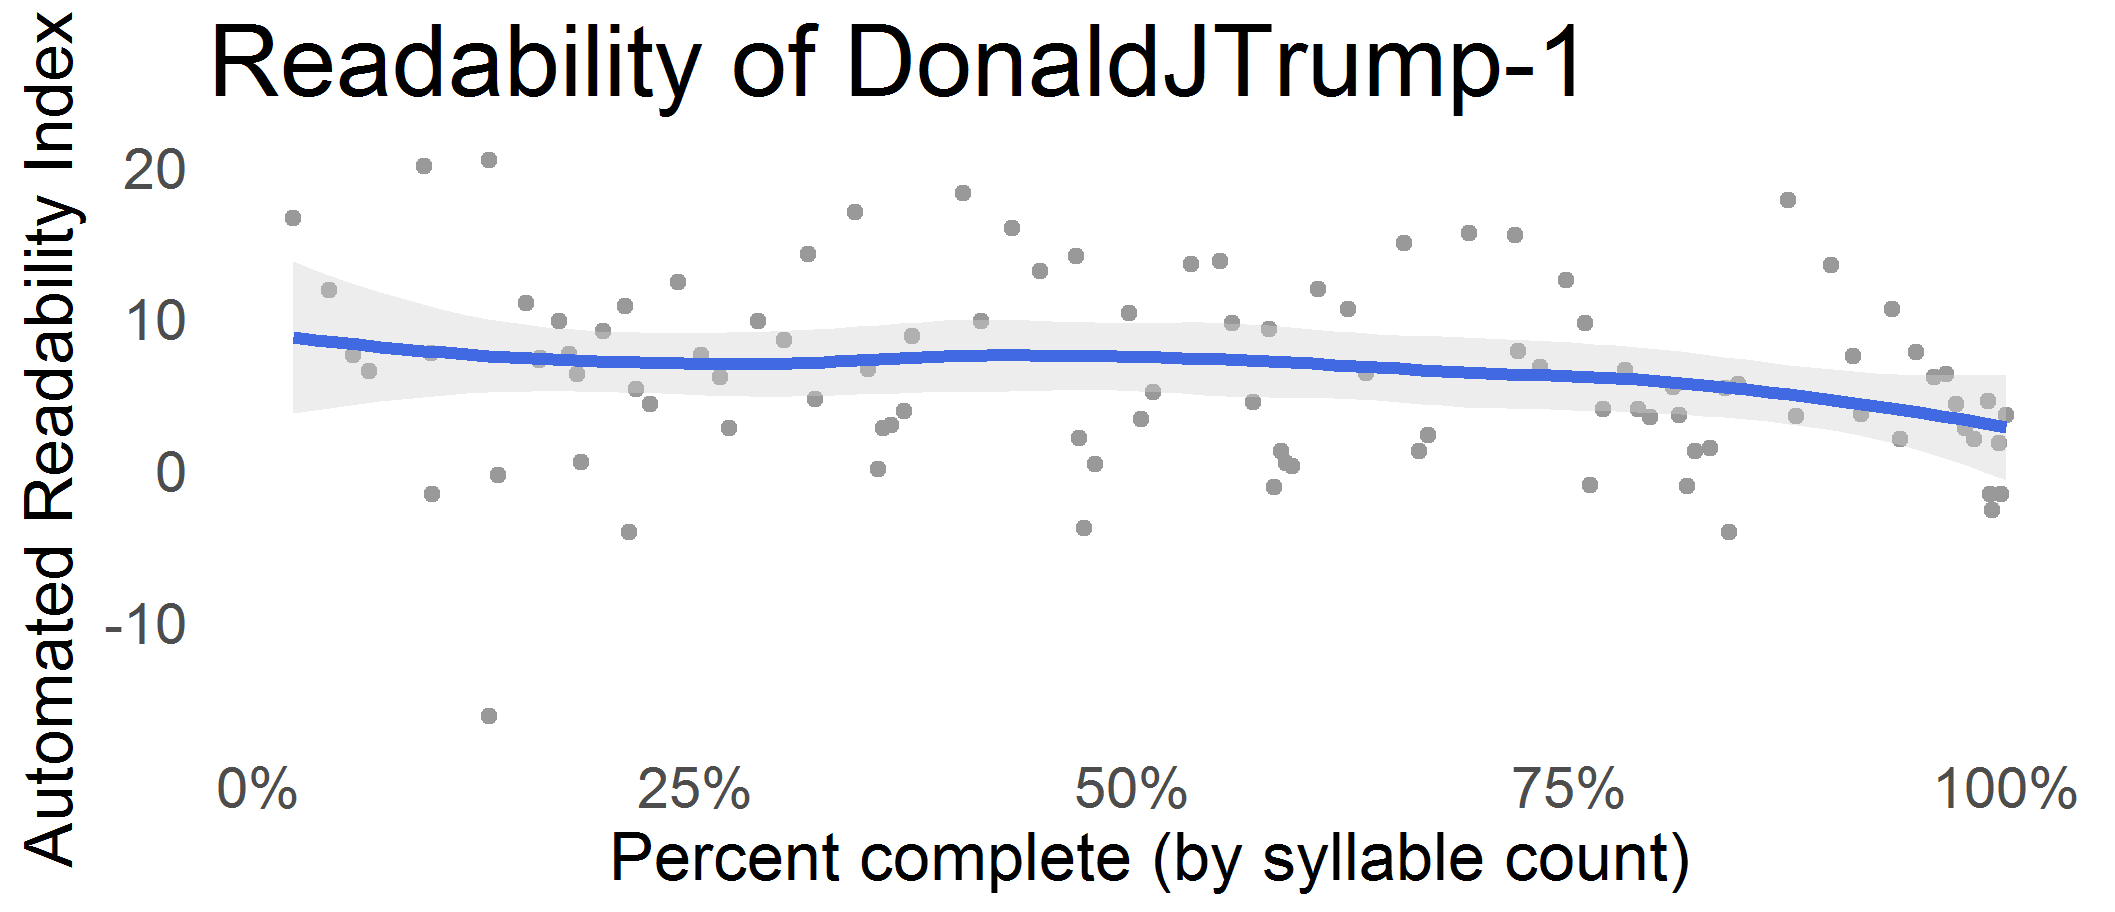 Readability of DonaldJTrump-1
Automated Readability Index
20
10
0
-10
0% 25% 50% 75% 100%
Percent complete (by syllable count)